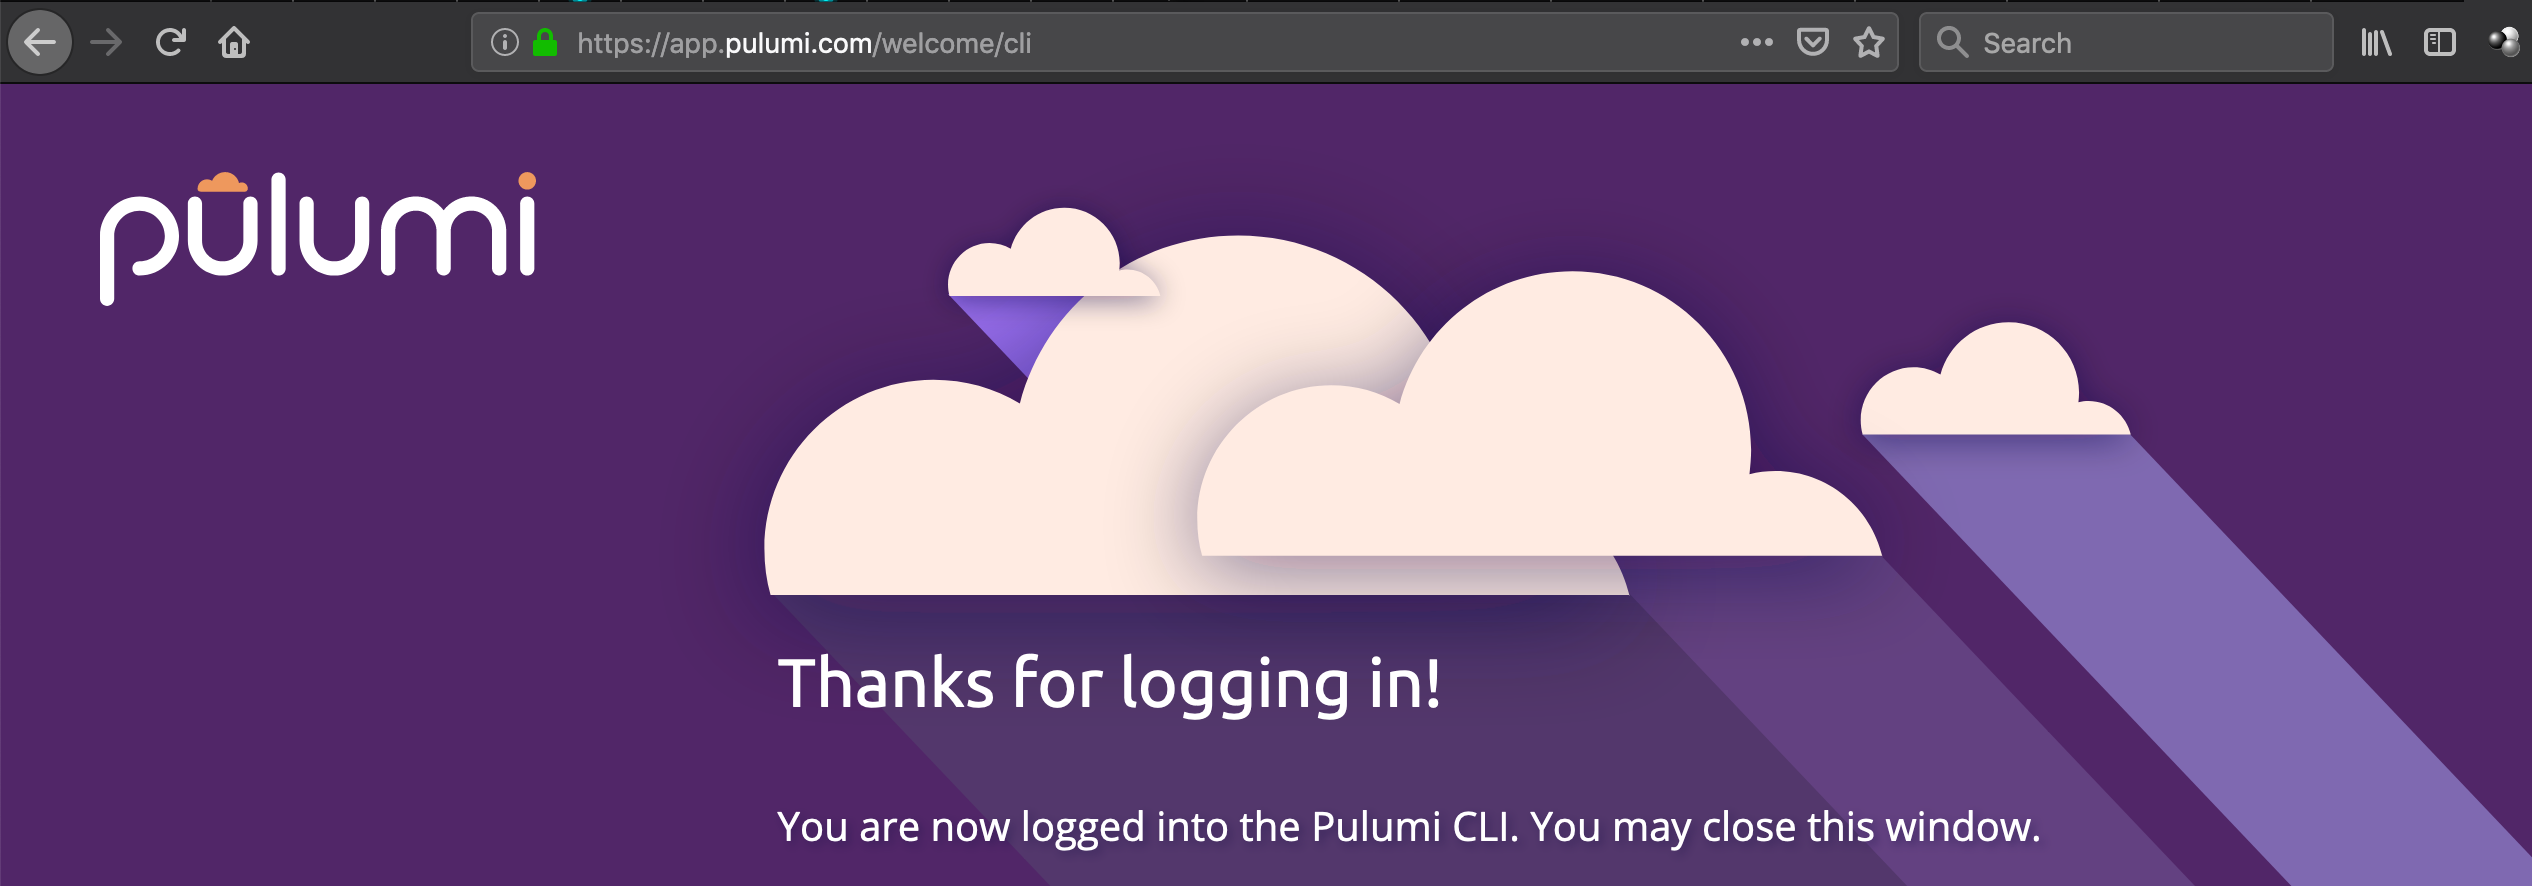 https://app.pulumi.com/welcome/cli
Search
pulumi
Thanks for logging in!
You are now logged into the Pulumi CLI. You may close this window.